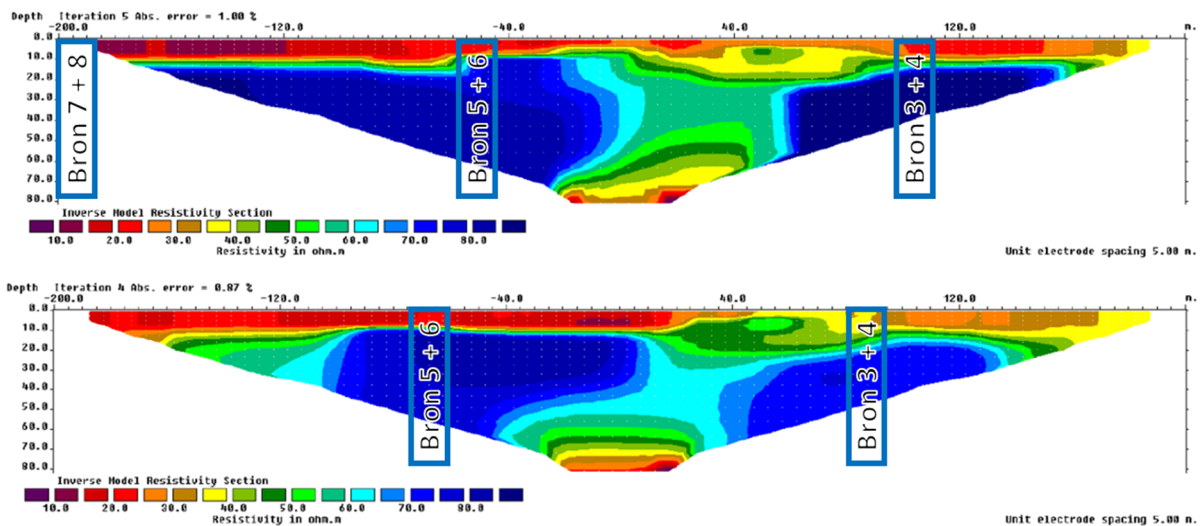 Depth Iteration 5 Abs. error = 1.00 %
-200.0 -120.0 -40.0 40.0 120.0 m.
0.0
10.0
20.0
30.0
40.0
50.0
60.0
70.0
80.0
Bron 7 + 8
Bron 5 + 6
Bron 3 + 4
Inverse Model Resistivity Section
10.0 20.0 30.0 40.0 50.0 60.0 70.0 80.0
Resistivity in ohm.m
Unit electrode spacing 5.00 m.
Depth Iteration 4 Abs. error = 0.87 %
-200.0 -120.0 -40.0 40.0 120.0 m.
0.0
10.0
20.0
30.0
40.0
50.0
60.0
70.0
80.0
Bron 5 + 6
Bron 3 + 4
Inverse Model Resistivity Section
10.0 20.0 30.0 40.0 50.0 60.0 70.0 80.0
Resistivity in ohm.m
Unit electrode spacing 5.00 m.